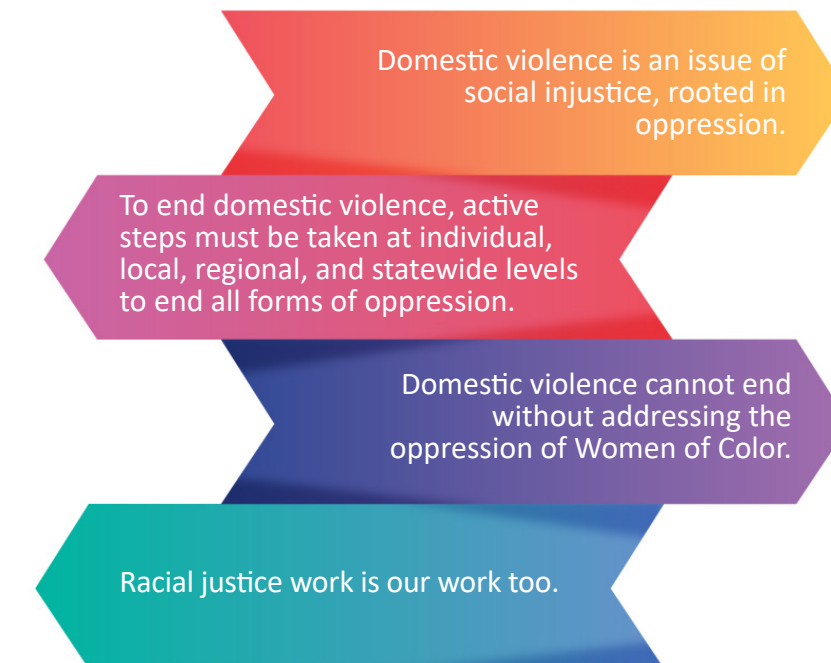 Domestic violence is an issue of
social injustice, rooted in
oppression.
To end domestic violence, active
steps must be taken at individual,
local, regional, and statewide levels
to end all forms of oppression.
Domestic violence cannot end
without addressing the
oppression of Women of Color.
Racial justice work is our work too.